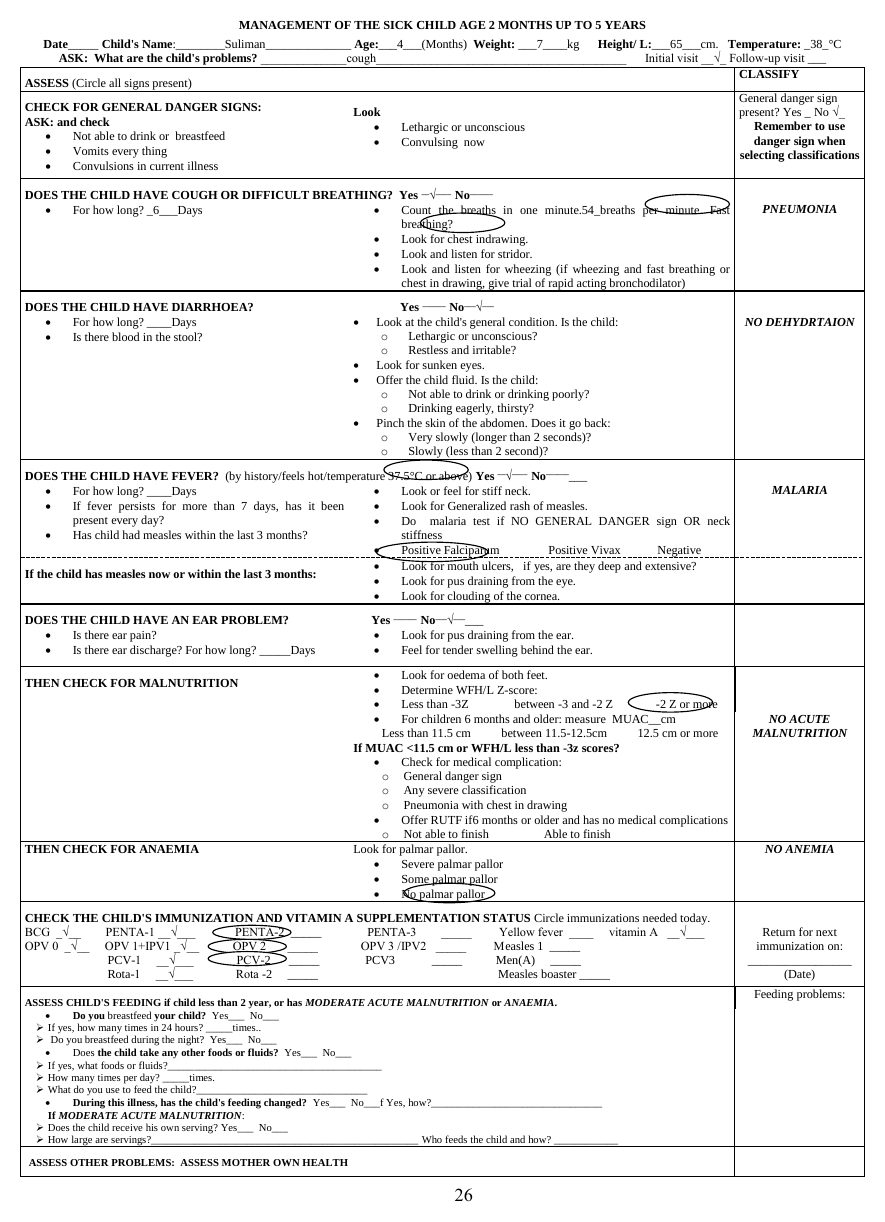 MANAGEMENT OF THE SICK CHILD AGE 2 MONTHS UP TO 5 YEARS
Date_____ Child's Name:________Suliman______________ Age:___4___(Months) Weight: ___7____kg Height/ L:___65___cm. Temperature: _38_°C
ASK: What are the child's problems? ______________cough_________________________________________ Initial visit __√_ Follow-up visit ___
ASSESS (Circle all signs present)
CLASSIFY
CHECK FOR GENERAL DANGER SIGNS:
ASK: and check
• Not able to drink or breastfeed
• Vomits everything
• Convulsions in current illness
Look
• Lethargic or unconscious
• Convulsing now
General danger sign
present? Yes _ No √_
Remember to use
danger sign when
selecting classifications
DOES THE CHILD HAVE COUGH OR DIFFICULT BREATHING? Yes —√— No——
• For how long? _6___Days
• Count the breaths in one minute.54_breaths per minute. Fast
breathing?
• Look for chest indrawing.
• Look and listen for stridor.
• Look and listen for wheezing (if wheezing and fast breathing or
chest in drawing, give trial of rapid acting bronchodilator)
PNEUMONIA
DOES THE CHILD HAVE DIARRHOEA? Yes —— No—√—
• For how long? ____Days
• Is there blood in the stool?
• Look at the child's general condition. Is the child:
o Lethargic or unconscious?
o Restless and irritable?
• Look for sunken eyes.
• Offer the child fluid. Is the child:
o Not able to drink or drinking poorly?
o Drinking eagerly, thirsty?
• Pinch the skin of the abdomen. Does it go back:
o Very slowly (longer than 2 seconds)?
o Slowly (less than 2 second)?
NO DEHYDRTAION
DOES THE CHILD HAVE FEVER? (by history/feels hot/temperature 37.5°C or above) Yes —√— No——___
• For how long? ____Days
• If fever persists for more than 7 days, has it been
present every day?
• Has child had measles within the last 3 months?
• Look or feel for stiff neck.
• Look for Generalized rash of measles.
• Do malaria test if NO GENERAL DANGER sign OR neck
stiffness
• Positive Falciparum Positive Vivax Negative
MALARIA
If the child has measles now or within the last 3 months:
• Look for mouth ulcers, if yes, are they deep and extensive?
• Look for pus draining from the eye.
• Look for clouding of the cornea.
DOES THE CHILD HAVE AN EAR PROBLEM? Yes —— No—√—___
• Is there ear pain?
• Is there ear discharge? For how long? _____Days
• Look for pus draining from the ear.
• Feel for tender swelling behind the ear.
THEN CHECK FOR MALNUTRITION
• Look for oedema of both feet.
• Determine WFH/L Z-score:
• Less than -3Z between -3 and -2 Z -2 Z or more
• For children 6 months and older: measure MUAC__cm
Less than 11.5 cm between 11.5-12.5cm 12.5 cm or more
If MUAC <11.5 cm or WFH/L less than -3z scores?
• Check for medical complication:
o General danger sign
o Any severe classification
o Pneumonia with chest in drawing
• Offer RUTF if6 months or older and has no medical complications
o Not able to finish Able to finish
NO ACUTE
MALNUTRITION
THEN CHECK FOR ANAEMIA
Look for palmar pallor.
• Severe palmar pallor
• Some palmar pallor
• No palmar pallor
NO ANEMIA
CHECK THE CHILD'S IMMUNIZATION AND VITAMIN A SUPPLEMENTATION STATUS Circle immunizations needed today.
BCG _√__ PENTA-1 __√___ PENTA-2 _____ PENTA-3 _____ Yellow fever ____ vitamin A __√___
OPV 0 _√__ OPV 1+IPV1 _√__ OPV 2 _____ OPV 3 /IPV2 _____ Measles 1 _____
PCV-1 __√___ PCV-2 _____ PCV3 _____ Men(A) _____
Rota-1 __√___ Rota -2 _____ Measles boaster _____
Return for next
immunization on:
_________________
(Date)
ASSESS CHILD'S FEEDING if child less than 2 year, or has MODERATE ACUTE MALNUTRITION or ANAEMIA.
• Do you breastfeed your child? Yes___ No___
➢ If yes, how many times in 24 hours? _____times..
➢ Do you breastfeed during the night? Yes___ No___
• Does the child take any other foods or fluids? Yes___ No___
➢ If yes, what foods or fluids?________________________________________
➢ How many times per day? _____times.
➢ What do you use to feed the child?________________________________
• During this illness, has the child's feeding changed? Yes___ No___f Yes, how?________________________________
If MODERATE ACUTE MALNUTRITION:
➢ Does the child receive his own serving? Yes___ No___
➢ How large are servings?__________________________________________________ Who feeds the child and how? ____________
Feeding problems:
ASSESS OTHER PROBLEMS: ASSESS MOTHER OWN HEALTH
26